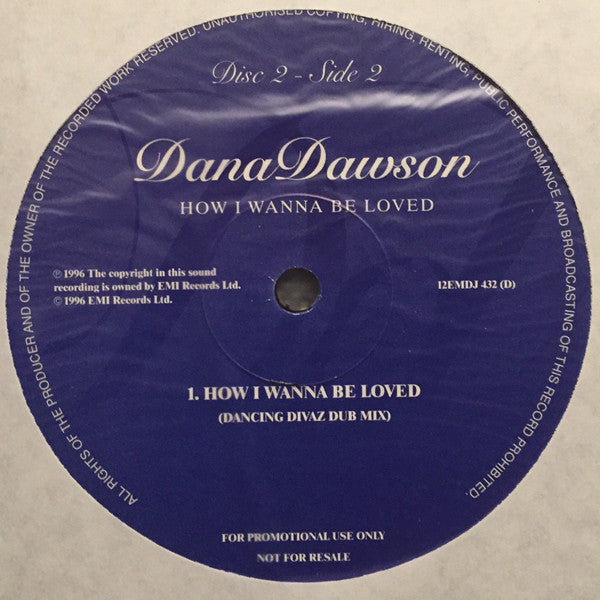 ALL RIGHTS OF THE PRODUCER AND OF THE OWNER OF THE RECORDED WORK RESERVED. UNAUTHORISED COPYING, HIRING, RENTING, PUBLIC PERFORMANCE AND BROADCASTING OF THIS RECORD PROHIBITED.
Disc 2 - Side 2
Dana Dawson
HOW I WANNA BE LOVED
℗ 1996 The copyright in this sound
recording is owned by EMI Records Ltd.
© 1996 EMI Records Ltd.
12EMDJ 432 (D)
1. HOW I WANNA BE LOVED
(DANCING DIVAZ DUB MIX)
FOR PROMOTIONAL USE ONLY
NOT FOR RESALE